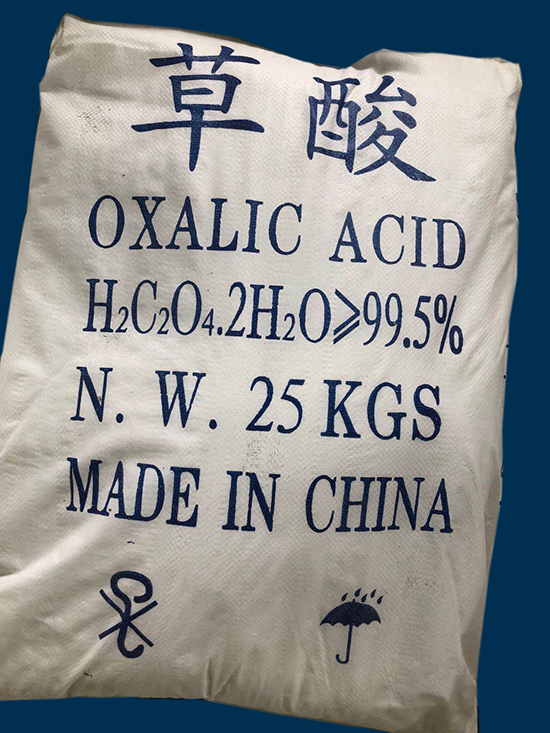 草酸
OXALIC ACID
H₂C₂O₄.2H₂O⩾99.5%
N. W. 25 KGS
MADE IN CHINA